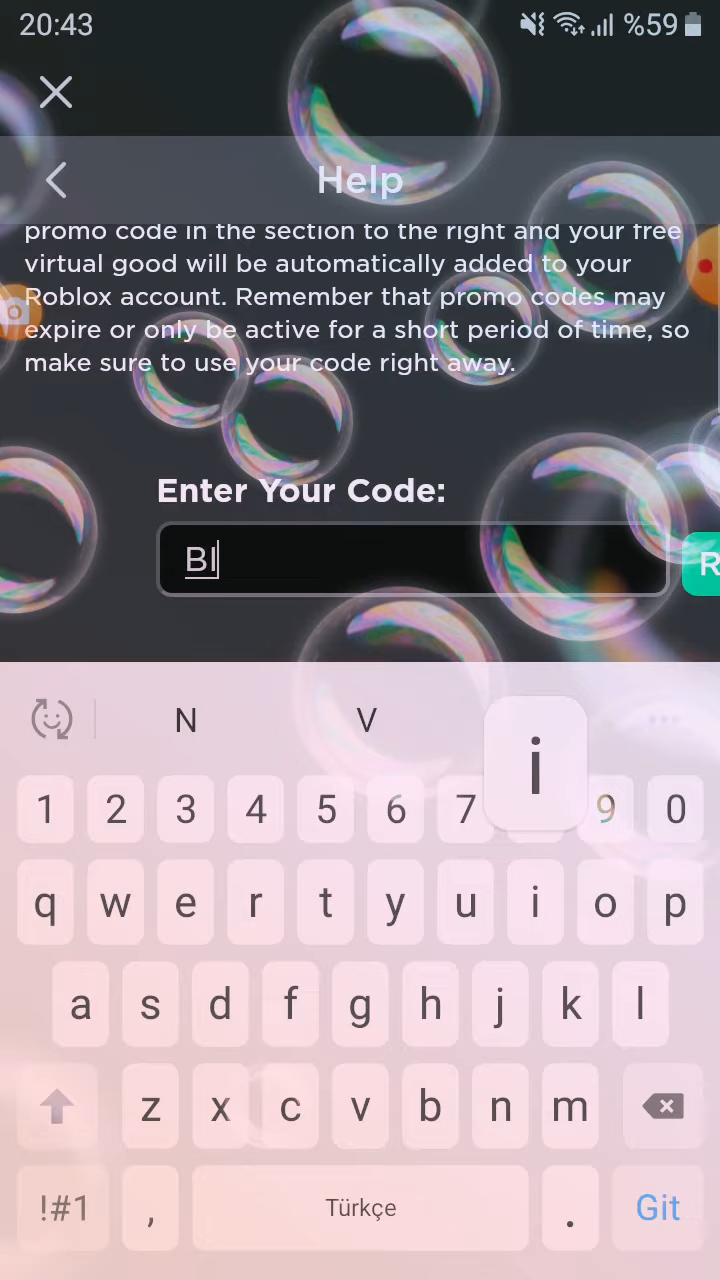 20:43
%59
Help
promo code in the section to the right and your free
virtual good will be automatically added to your
Roblox account. Remember that promo codes may
expire or only be active for a short period of time, so
make sure to use your code right away.
Enter Your Code:
Bl
R
N V
i
1 2 3 4 5 6 7 9 0
q w e r t y u i o p
a s d f g h j k l
z x c v b n m
!#1 , Türkçe . Git